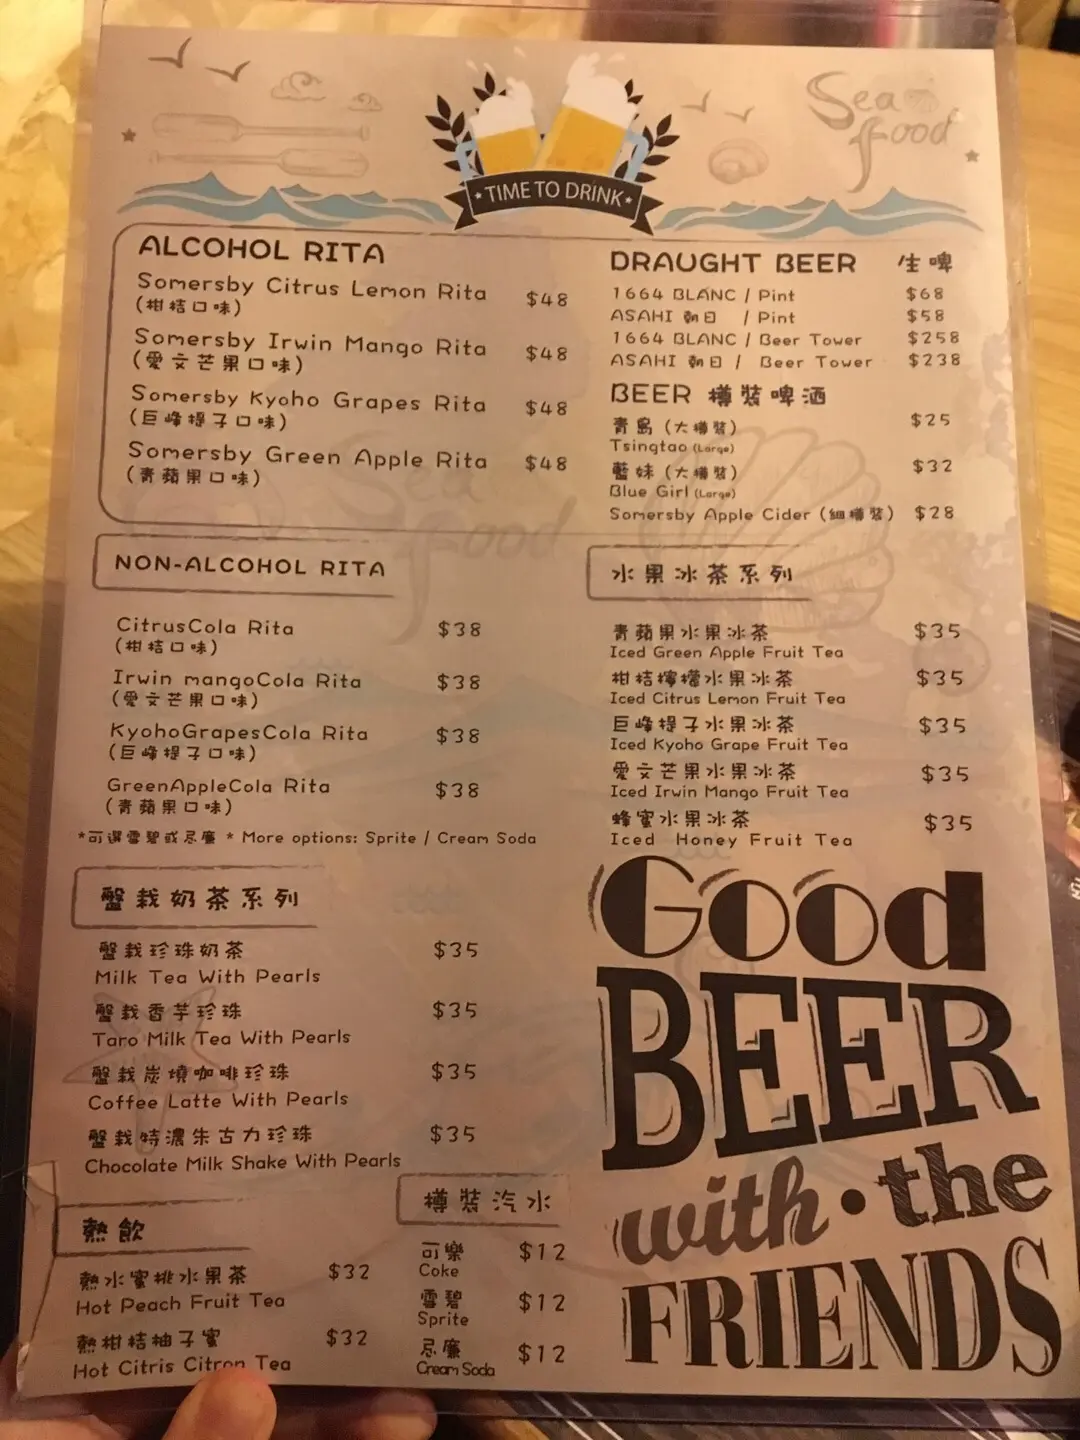 Sea
food
TIME TO DRINK
ALCOHOL RITA
Somersby Citrus Lemon Rita $48
(柑桔口味)
Somersby Irwin Mango Rita $48
(愛文芒果口味)
Somersby Kyoho Grapes Rita $48
(巨峰提子口味)
Somersby Green Apple Rita $48
(青蘋果口味)
DRAUGHT BEER 生啤
1664 BLANC / Pint $68
ASAHI 朝日 / Pint $58
1664 BLANC / Beer Tower $258
ASAHI 朝日 / Beer Tower $238
BEER 樽裝啤酒
青島 (大樽裝) $25
Tsingtao (Large)
藍妹 (大樽裝) $32
Blue Girl (Large)
Somersby Apple Cider (細樽裝) $28
Sea
food
NON-ALCOHOL RITA
CitrusCola Rita $38
(柑桔口味)
Irwin mangoCola Rita $38
(愛文芒果口味)
KyohoGrapesCola Rita $38
(巨峰提子口味)
GreenAppleCola Rita $38
(青蘋果口味)
*可選雪碧或忌廉 * More options: Sprite / Cream Soda
水果冰茶系列
青蘋果水果冰茶 $35
Iced Green Apple Fruit Tea
柑桔檸檬水果冰茶 $35
Iced Citrus Lemon Fruit Tea
巨峰提子水果冰茶 $35
Iced Kyoho Grape Fruit Tea
愛文芒果水果冰茶 $35
Iced Irwin Mango Fruit Tea
蜂蜜水果冰茶 $35
Iced Honey Fruit Tea
盤栽奶茶系列
盤栽珍珠奶茶 $35
Milk Tea With Pearls
盤栽香芋珍珠 $35
Taro Milk Tea With Pearls
盤栽炭燒咖啡珍珠 $35
Coffee Latte With Pearls
盤栽特濃朱古力珍珠 $35
Chocolate Milk Shake With Pearls
熱飲
熱水蜜桃水果茶 $32
Hot Peach Fruit Tea
熱柑桔柚子蜜 $32
Hot Citris Citron Tea
樽裝汽水
可樂 $12
Coke
雪碧 $12
Sprite
忌廉 $12
Cream Soda
Good
BEER
with • the
FRIENDS